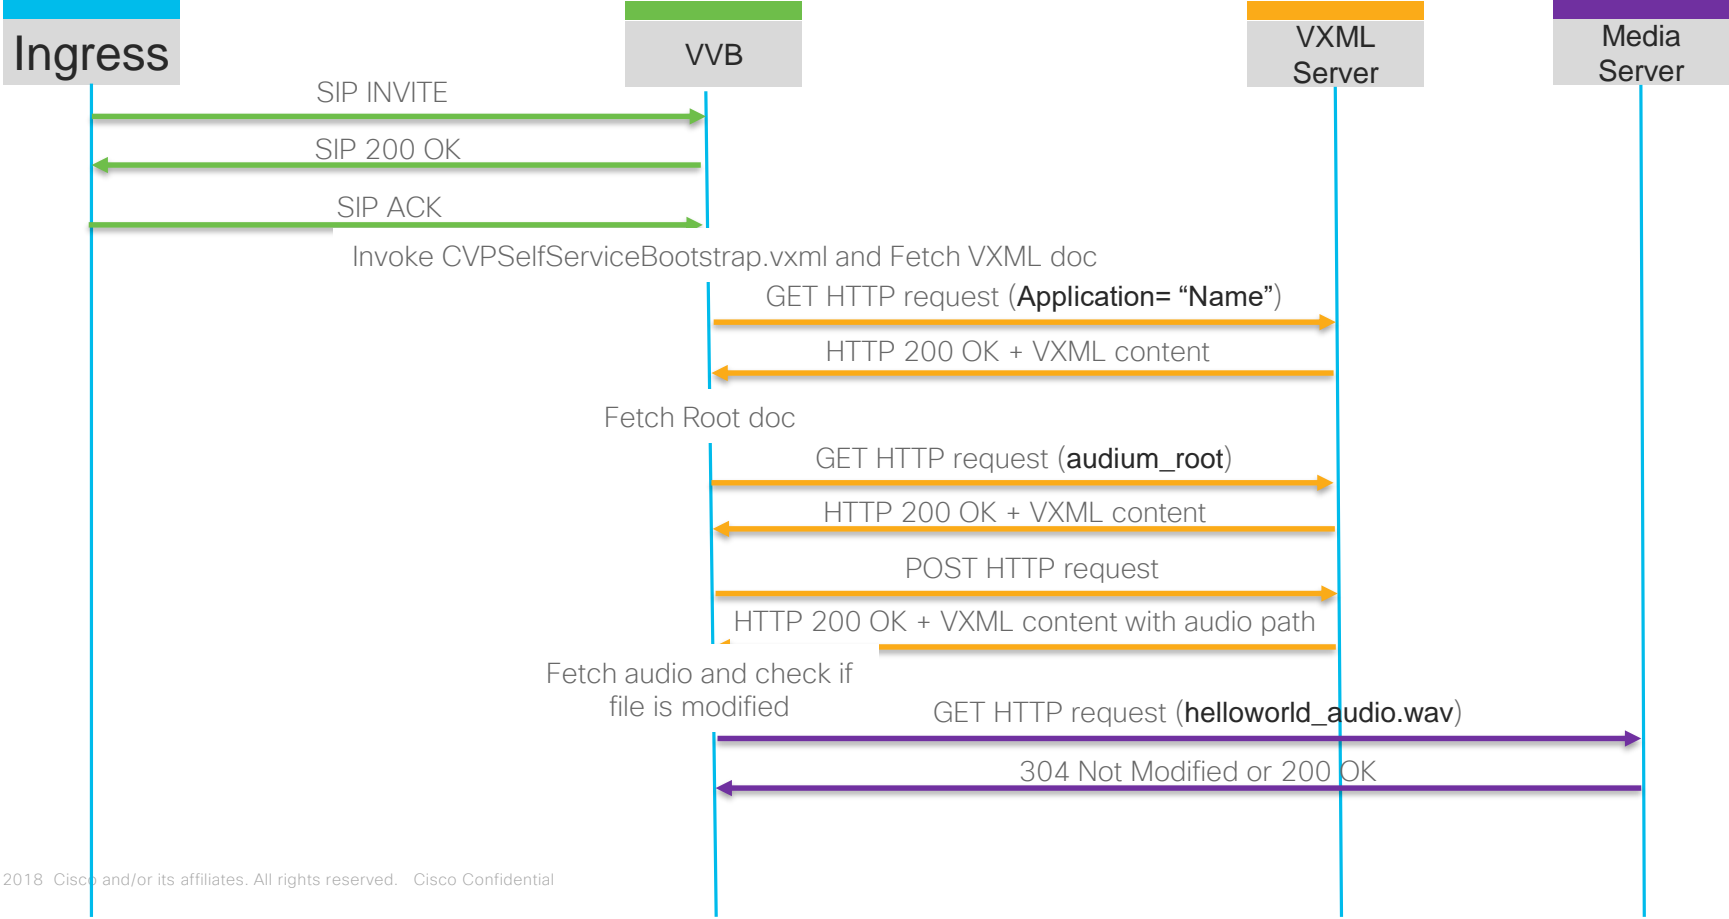 Ingress
VVB
VXML
Server
Media
Server
SIP INVITE
SIP 200 OK
SIP ACK
Invoke CVPSelfServiceBootstrap.vxml and Fetch VXML doc
GET HTTP request (Application= “Name”)
HTTP 200 OK + VXML content
Fetch Root doc
GET HTTP request (audium_root)
HTTP 200 OK + VXML content
POST HTTP request
HTTP 200 OK + VXML content with audio path
Fetch audio and check if
file is modified
GET HTTP request (helloworld_audio.wav)
304 Not Modified or 200 OK
2018 Cisco and/or its affiliates. All rights reserved. Cisco Confidential